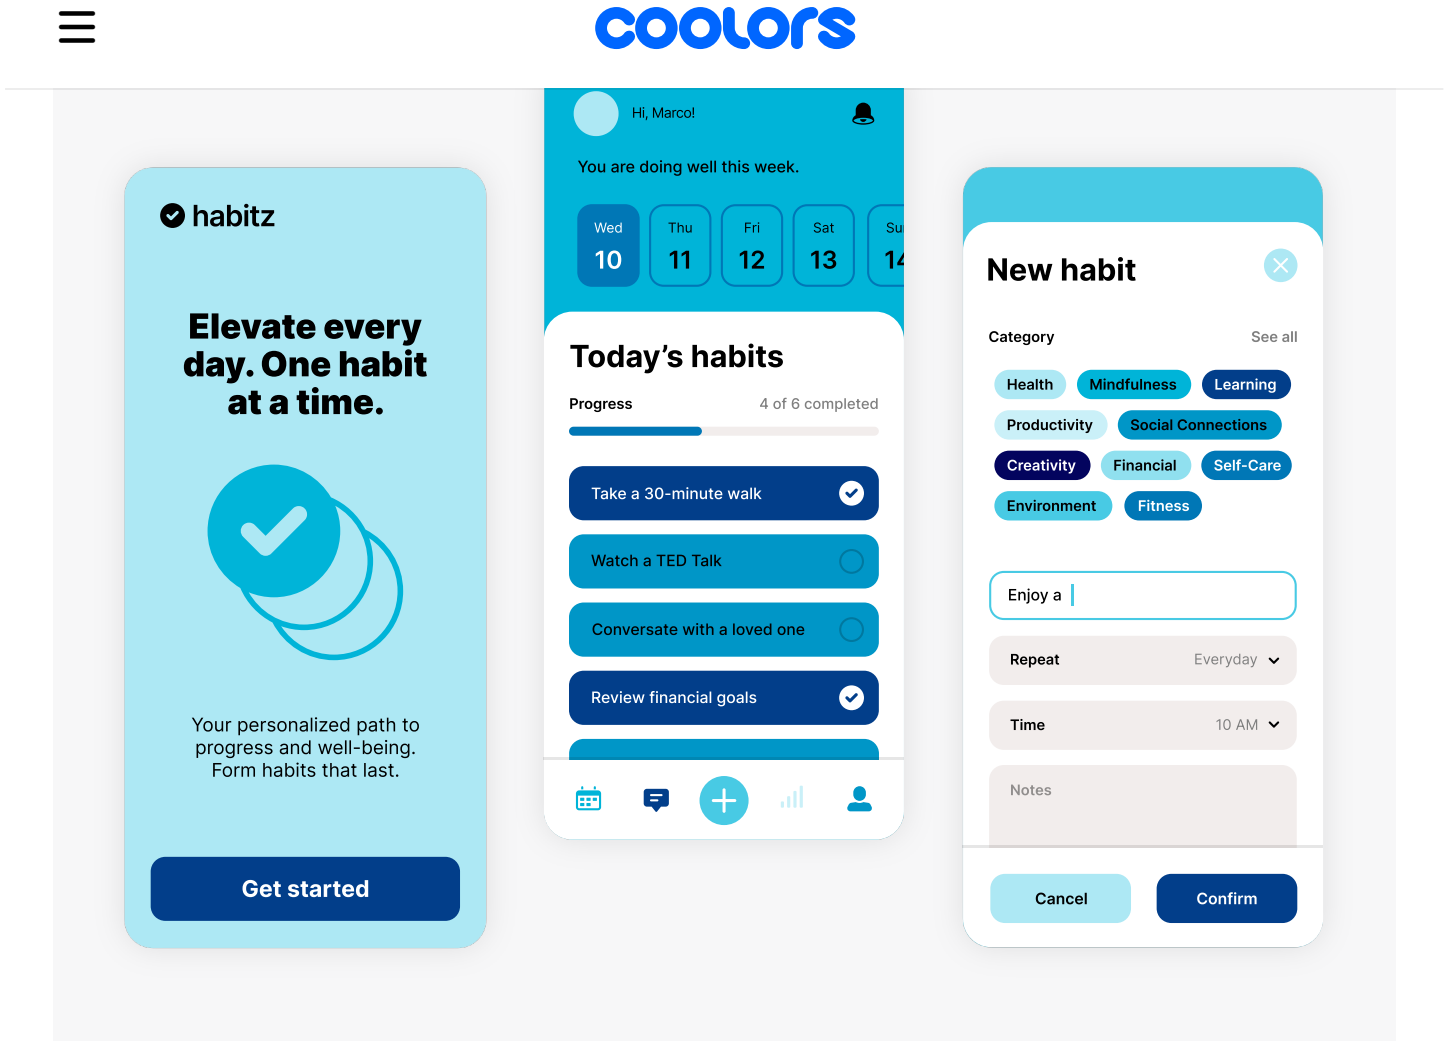 coolors
habitz
Elevate every
day. One habit
at a time.
Your personalized path to
progress and well-being.
Form habits that last.
Get started
Hi, Marco!
You are doing well this week.
Wed Thu Fri Sat Su
10 11 12 13 14
Today’s habits
Progress 4 of 6 completed
Take a 30-minute walk
Watch a TED Talk
Conversate with a loved one
Review financial goals
New habit
Category See all
Health Mindfulness Learning
Productivity Social Connections
Creativity Financial Self-Care
Environment Fitness
Enjoy a
Repeat Everyday
Time 10 AM
Notes
Cancel Confirm